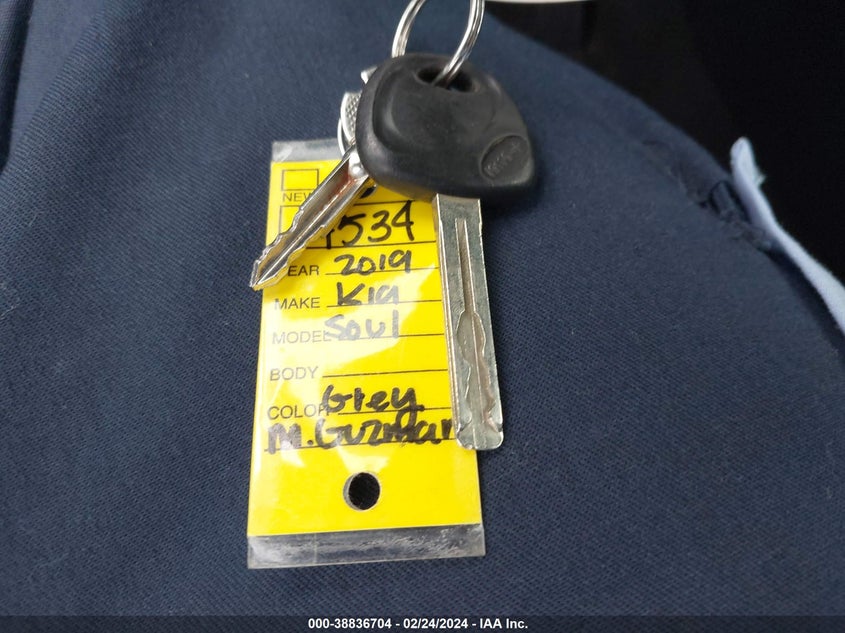 NEW
1534
YEAR 2019
MAKE Kia
MODEL Soul
BODY
COLOR Grey
M. Guzman
000-38836704 - 02/24/2024 - IAA Inc.